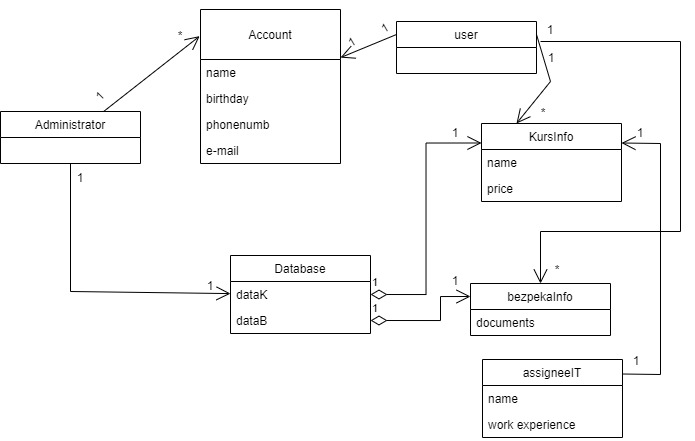 Account
name
birthday
phonenumb
e-mail
*
1
1
1
user
1
1
*
Administrator
1
KursInfo
name
price
1
1
1
Database
dataK
dataB
1
1
1
*
bezpekaInfo
documents
assigneeIT
name
work experience
1